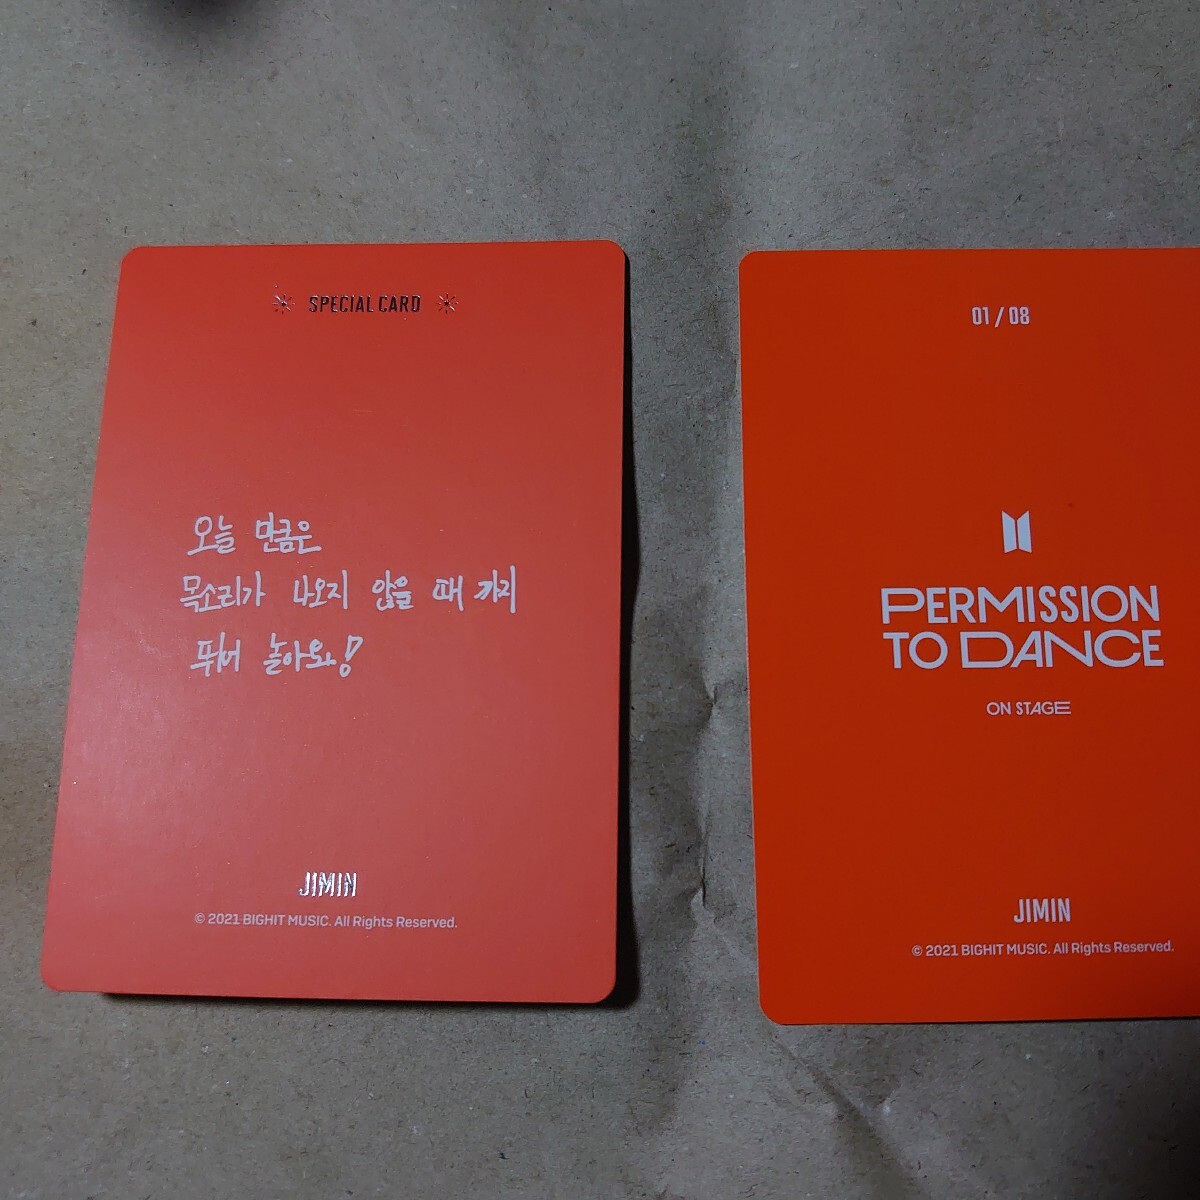 SPECIAL CARD
오늘 만큼은
목소리가 나오지 않을 때 까지
뛰어 놀아요!
JIMIN
© 2021 BIGHIT MUSIC. All Rights Reserved.
01 / 08
PERMISSION
TO DANCE
ON STAGE
JIMIN
© 2021 BIGHIT MUSIC. All Rights Reserved.